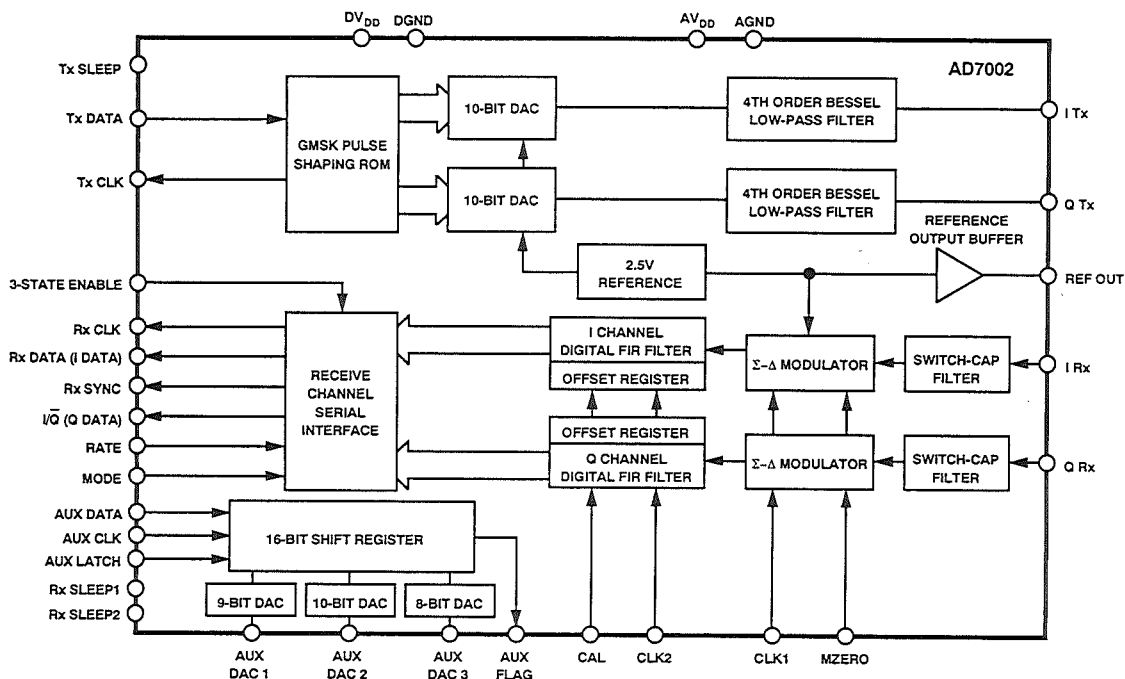 DVDD DGND AVDD AGND
AD7002
Tx SLEEP
Tx DATA
Tx CLK
GMSK PULSE
SHAPING ROM
10-BIT DAC
4TH ORDER BESSEL
LOW-PASS FILTER
I Tx
10-BIT DAC
4TH ORDER BESSEL
LOW-PASS FILTER
Q Tx
REFERENCE
OUTPUT BUFFER
2.5V
REFERENCE
REF OUT
3-STATE ENABLE
Rx CLK
Rx DATA (I DATA)
Rx SYNC
I/Q̅ (Q DATA)
RATE
MODE
RECEIVE
CHANNEL
SERIAL
INTERFACE
I CHANNEL
DIGITAL FIR FILTER
OFFSET REGISTER
Σ–Δ MODULATOR
SWITCH-CAP
FILTER
I Rx
OFFSET REGISTER
Q CHANNEL
DIGITAL FIR FILTER
Σ–Δ MODULATOR
SWITCH-CAP
FILTER
Q Rx
AUX DATA
AUX CLK
AUX LATCH
Rx SLEEP1
Rx SLEEP2
16-BIT SHIFT REGISTER
9-BIT DAC 10-BIT DAC 8-BIT DAC
AUX
DAC 1
AUX
DAC 2
AUX
DAC 3
AUX
FLAG
CAL CLK2 CLK1 MZERO